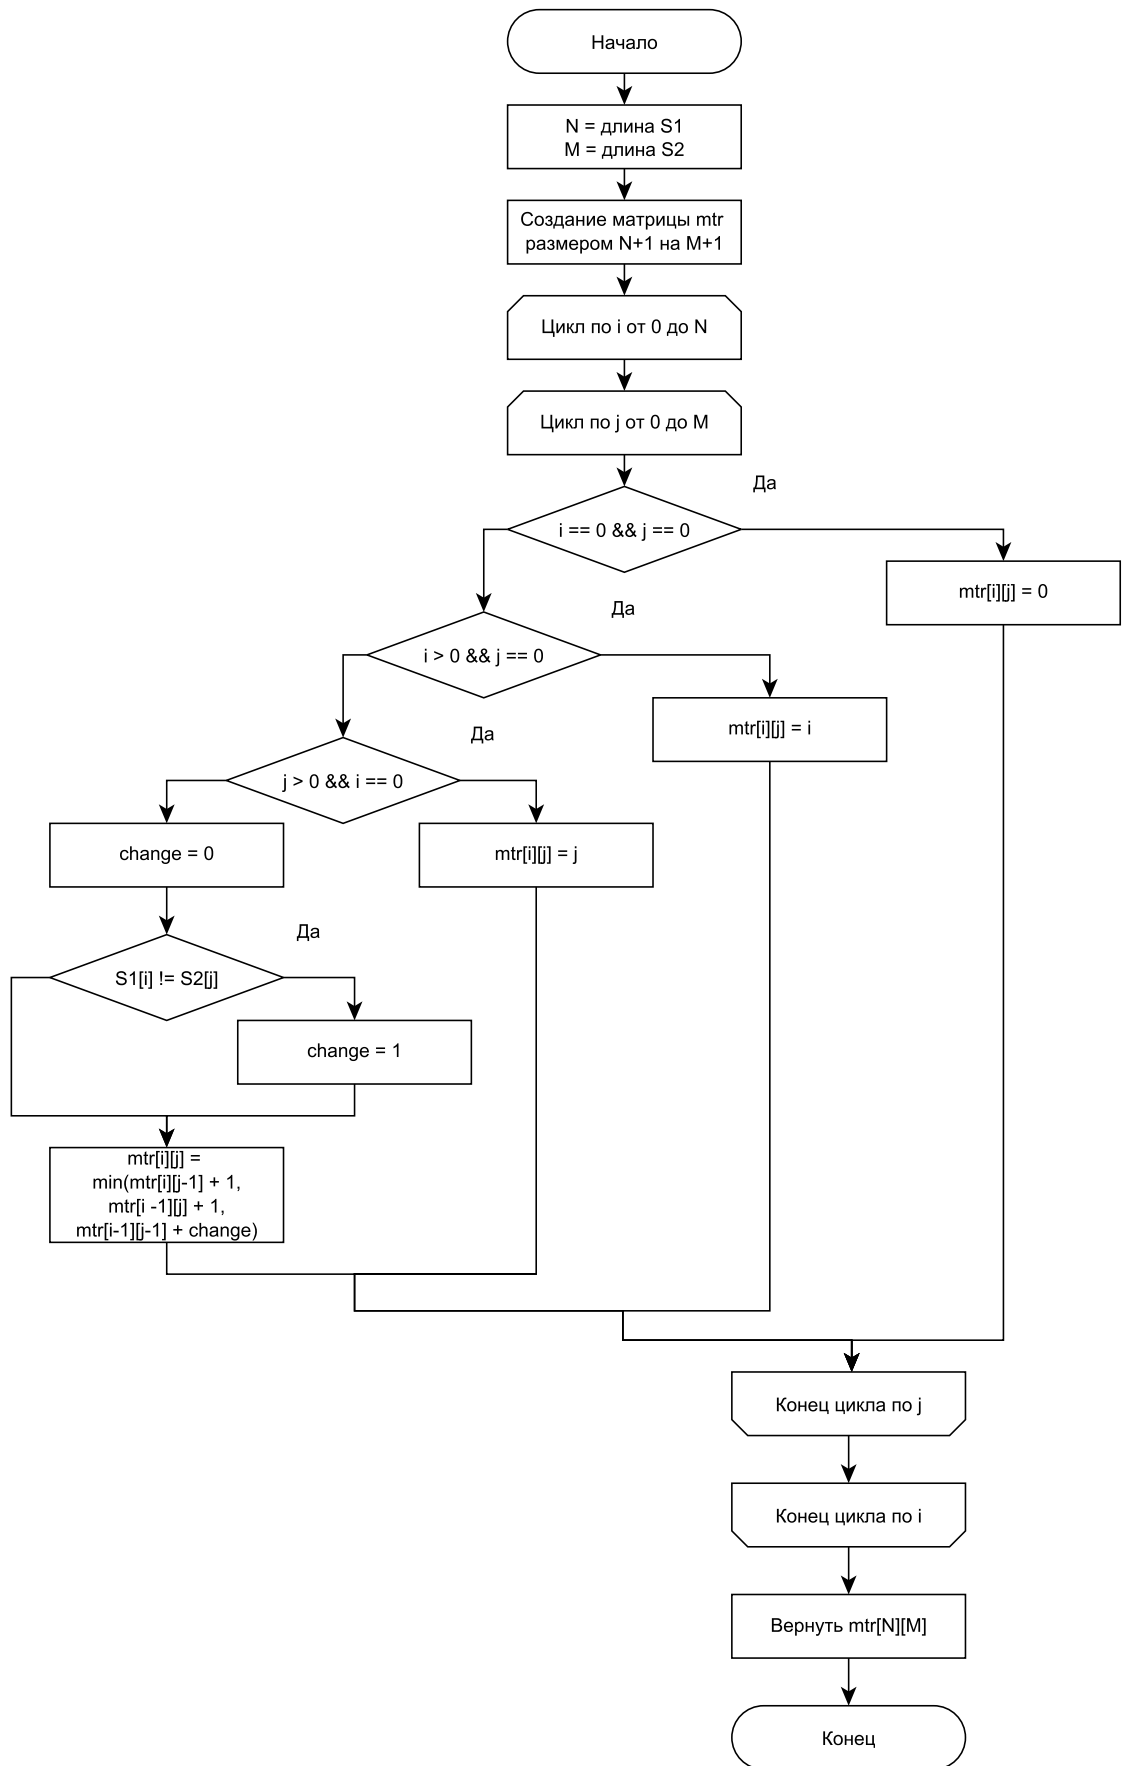 Начало
N = длина S1
M = длина S2
Создание матрицы mtr
размером N+1 на M+1
Цикл по i от 0 до N
Цикл по j от 0 до M
Да
i == 0 && j == 0
mtr[i][j] = 0
Да
i > 0 && j == 0
mtr[i][j] = i
Да
j > 0 && i == 0
change = 0
mtr[i][j] = j
Да
S1[i] != S2[j]
change = 1
mtr[i][j] =
min(mtr[i][j-1] + 1,
mtr[i -1][j] + 1,
mtr[i-1][j-1] + change)
Конец цикла по j
Конец цикла по i
Вернуть mtr[N][M]
Конец